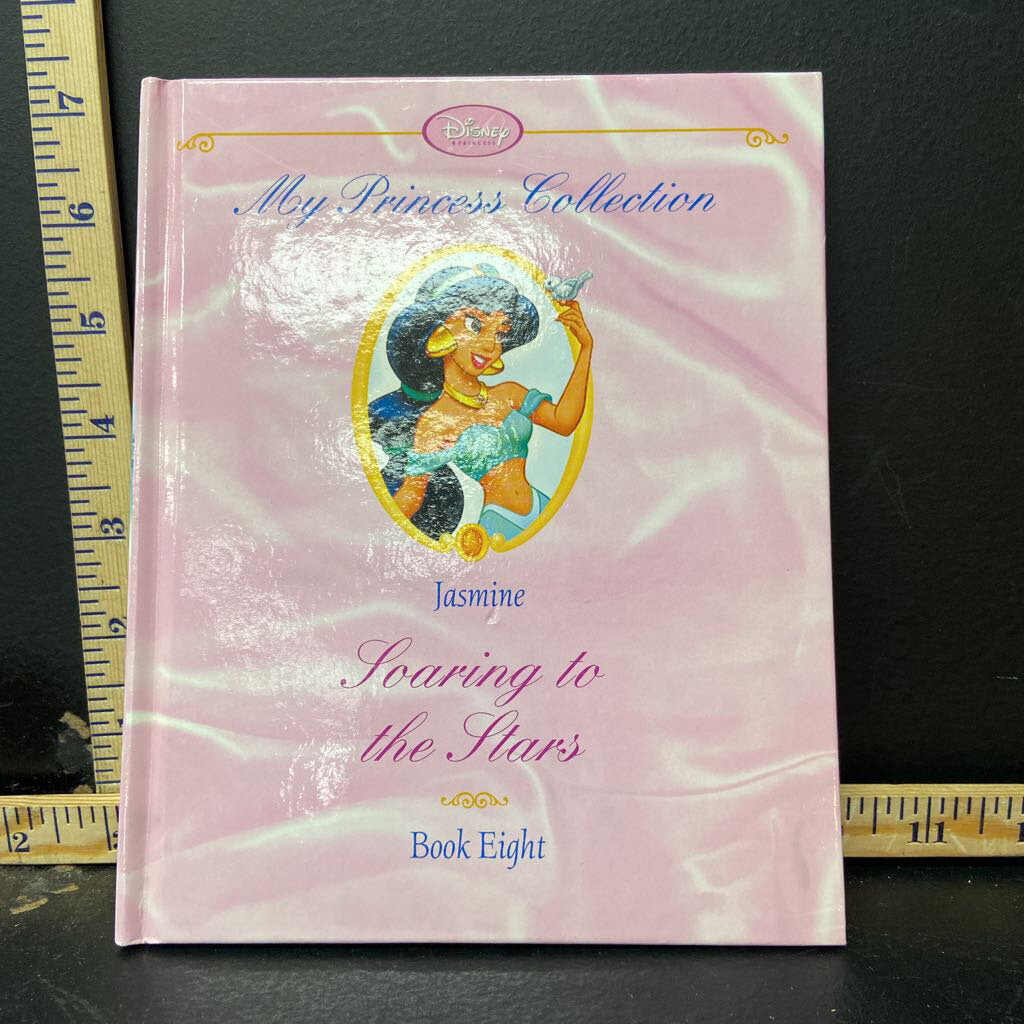 Disney
PRINCESS
My Princess Collection
Jasmine
Soaring to
the Stars
Book Eight
7
6
5
4
3
2
2
11